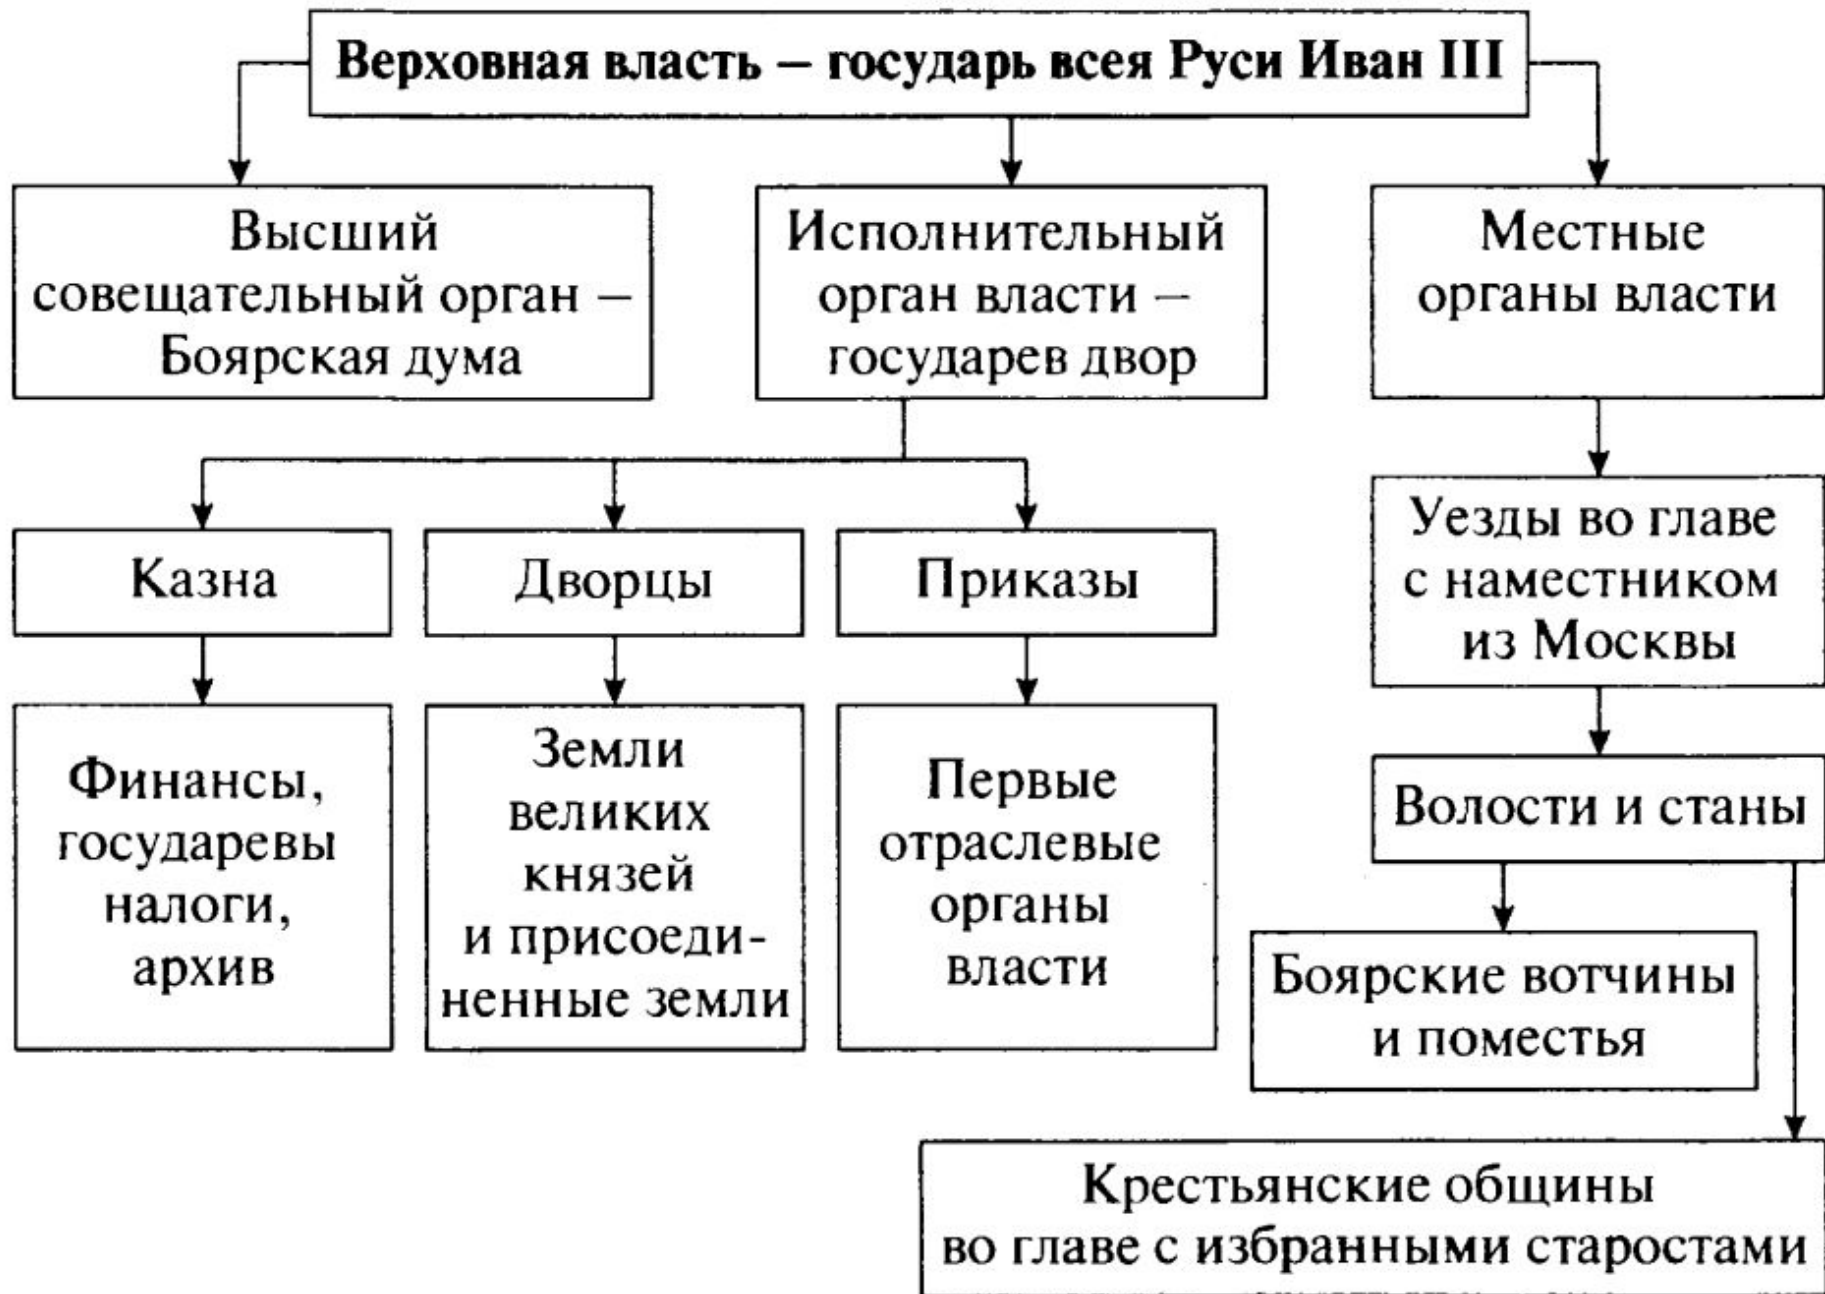 Верховная власть – государь всея Руси Иван III
Высший
совещательный орган –
Боярская дума
Исполнительный
орган власти –
государев двор
Местные
органы власти
Казна
Дворцы
Приказы
Уезды во главе
с наместником
из Москвы
Финансы,
государевы
налоги,
архив
Земли
великих
князей
и присоеди-
ненные земли
Первые
отраслевые
органы
власти
Волости и станы
Боярские вотчины
и поместья
Крестьянские общины
во главе с избранными старостами